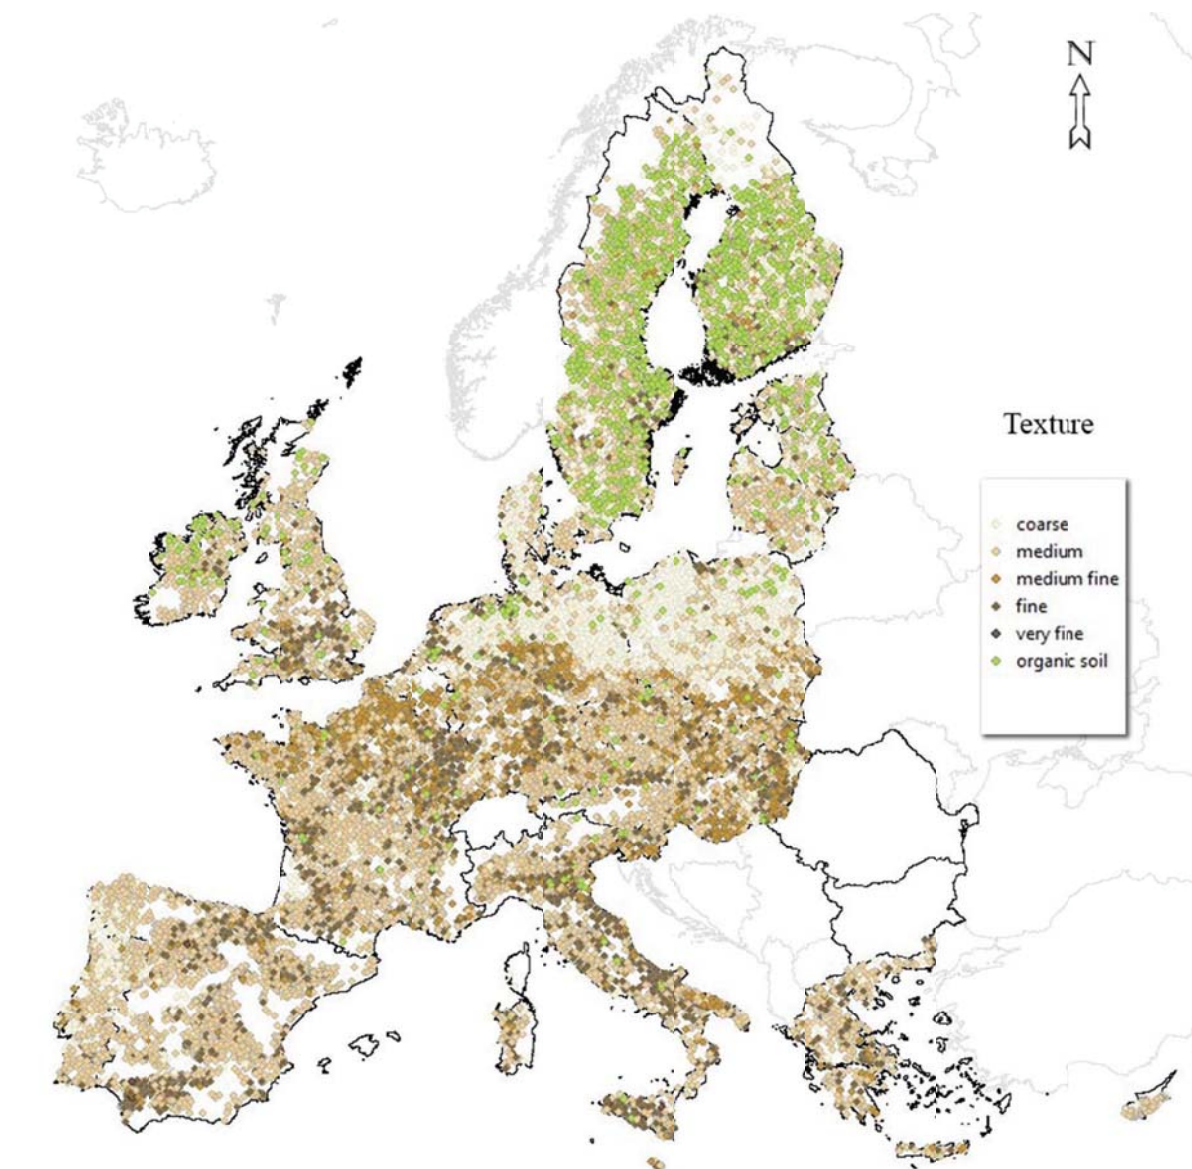 N
Texture
coarse
medium
medium fine
fine
very fine
organic soil